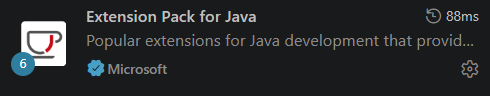 Extension Pack for Java 88ms
Popular extensions for Java development that provid...
6
Microsoft